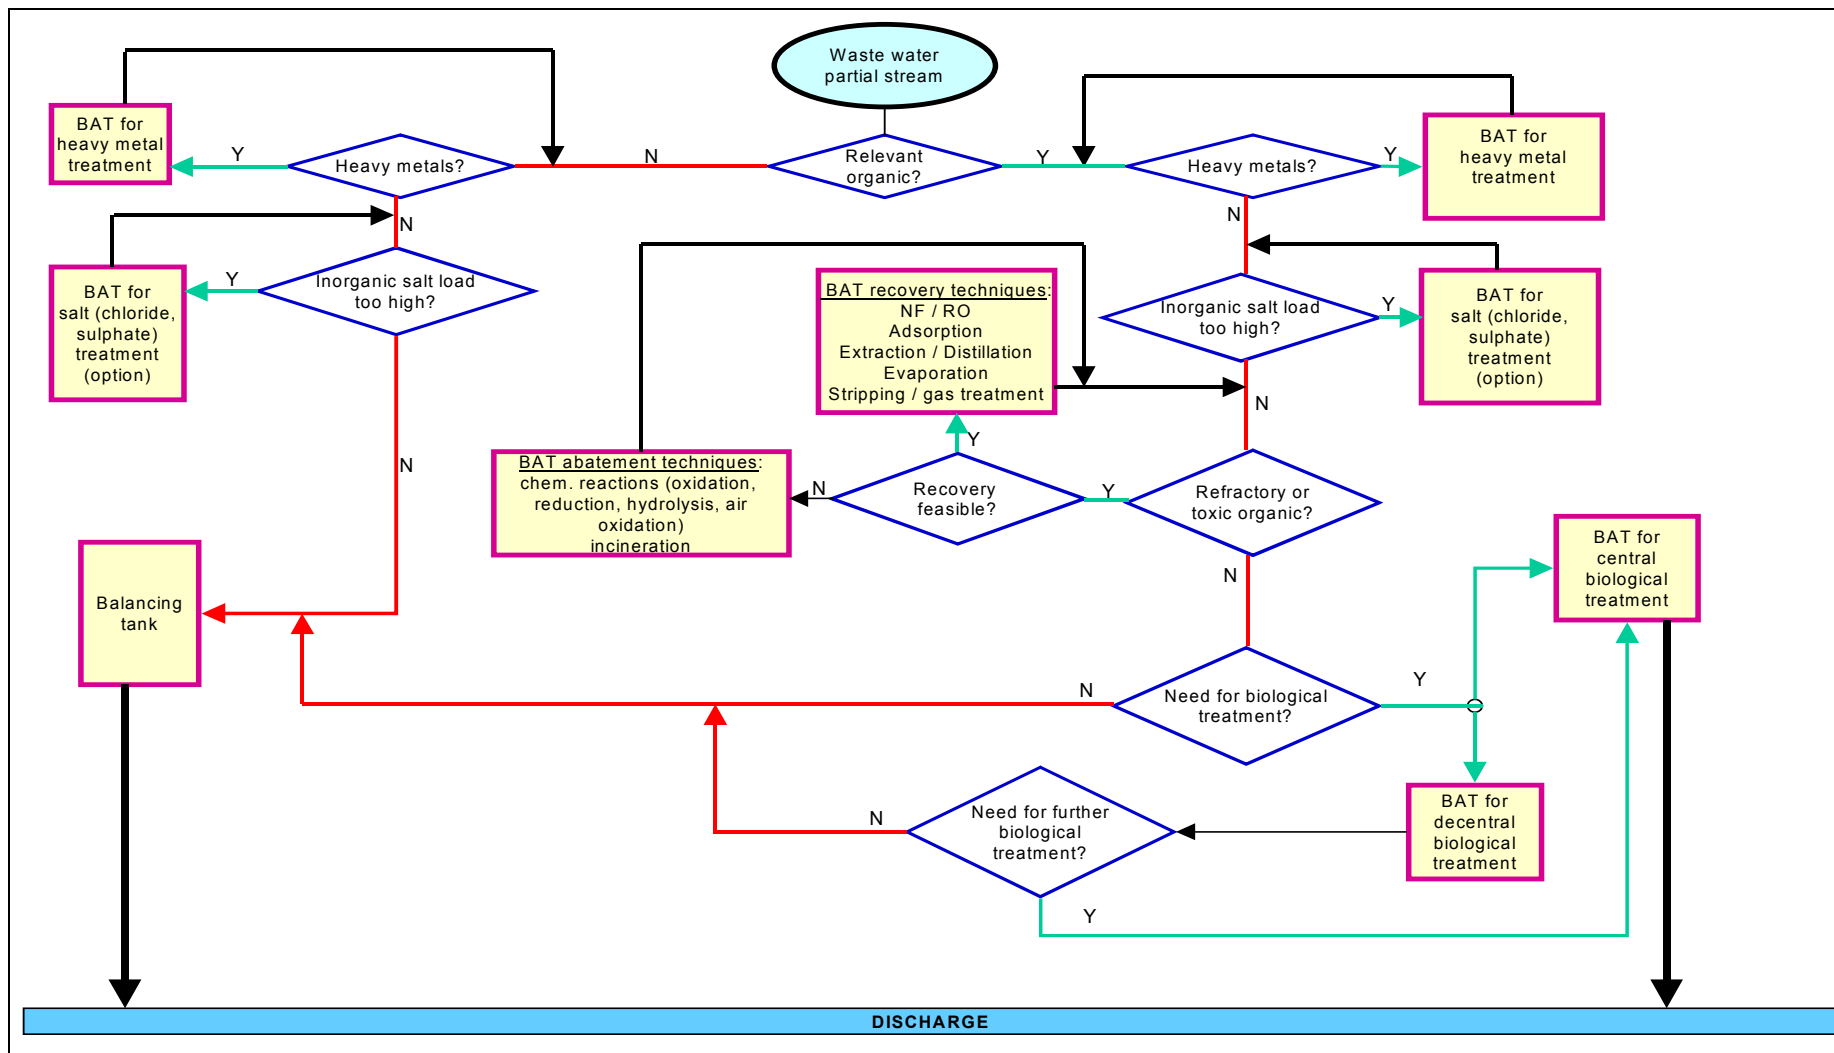 Waste water
partial stream
BAT for
heavy metal
treatment
Y
Heavy metals?
N
Relevant
organic?
Y
Heavy metals?
Y
BAT for
heavy metal
treatment
N
N
BAT for
salt (chloride,
sulphate)
treatment
(option)
Y
Inorganic salt load
too high?
BAT recovery techniques:
NF / RO
Adsorption
Extraction / Distillation
Evaporation
Stripping / gas treatment
Inorganic salt load
too high?
Y
BAT for
salt (chloride,
sulphate)
treatment
(option)
N
Y
N
BAT abatement techniques:
chem. reactions (oxidation,
reduction, hydrolysis, air
oxidation)
incineration
N
Recovery
feasible?
Y
Refractory or
toxic organic?
N
BAT for
central
biological
treatment
Balancing
tank
N
Need for biological
treatment?
Y
N
Need for further
biological
treatment?
BAT for
decentral
biological
treatment
Y
DISCHARGE